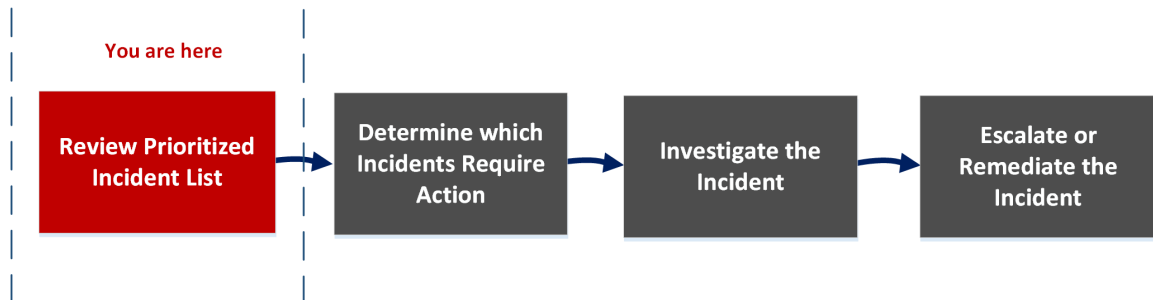 You are here
Review Prioritized
Incident List
Determine which
Incidents Require
Action
Investigate the
Incident
Escalate or
Remediate the
Incident